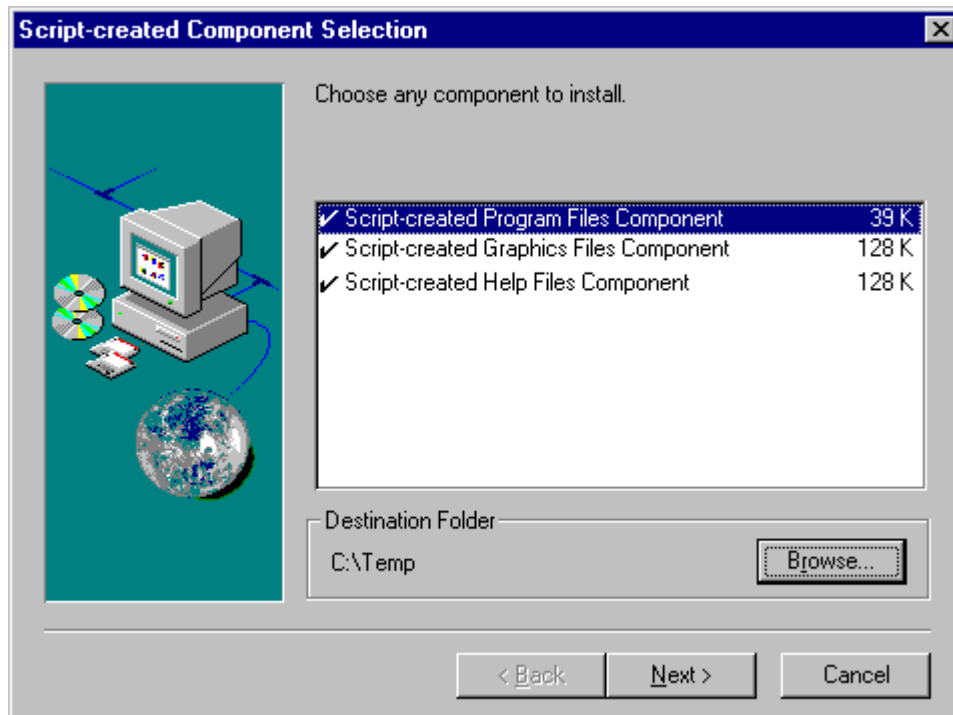 Script-created Component Selection
Choose any component to install.
✔ Script-created Program Files Component 39 K
✔ Script-created Graphics Files Component 128 K
✔ Script-created Help Files Component 128 K
Destination Folder
C:\Temp
Browse...
< Back
Next >
Cancel